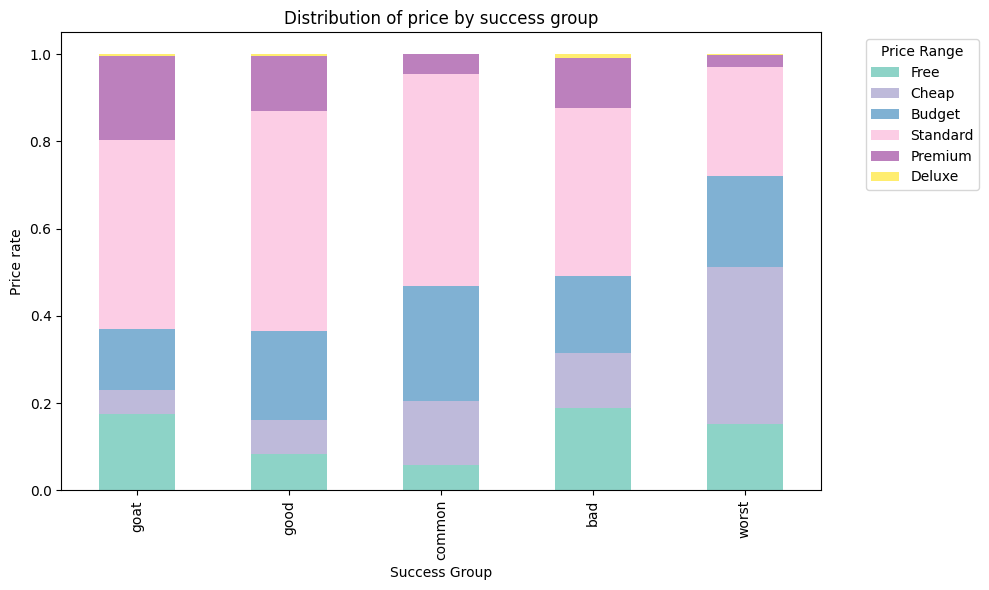 Distribution of price by success group
Price Range
Free
Cheap
Budget
Standard
Premium
Deluxe
Price rate
1.0
0.8
0.6
0.4
0.2
0.0
goat
good
common
bad
worst
Success Group